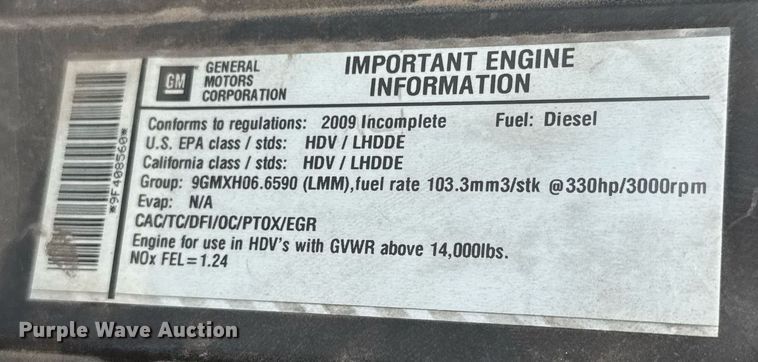 GM
GENERAL
MOTORS
CORPORATION
IMPORTANT ENGINE
INFORMATION
Conforms to regulations: 2009 Incomplete Fuel: Diesel
U.S. EPA class / stds: HDV / LHDDE
California class / stds: HDV / LHDDE
Group: 9GMXH06.6590 (LMM),fuel rate 103.3mm3/stk @330hp/3000rpm
Evap: N/A
CAC/TC/DFI/OC/PTOX/EGR
Engine for use in HDV's with GVWR above 14,000lbs.
NOx FEL=1.24
*9F408560*
Purple Wave Auction